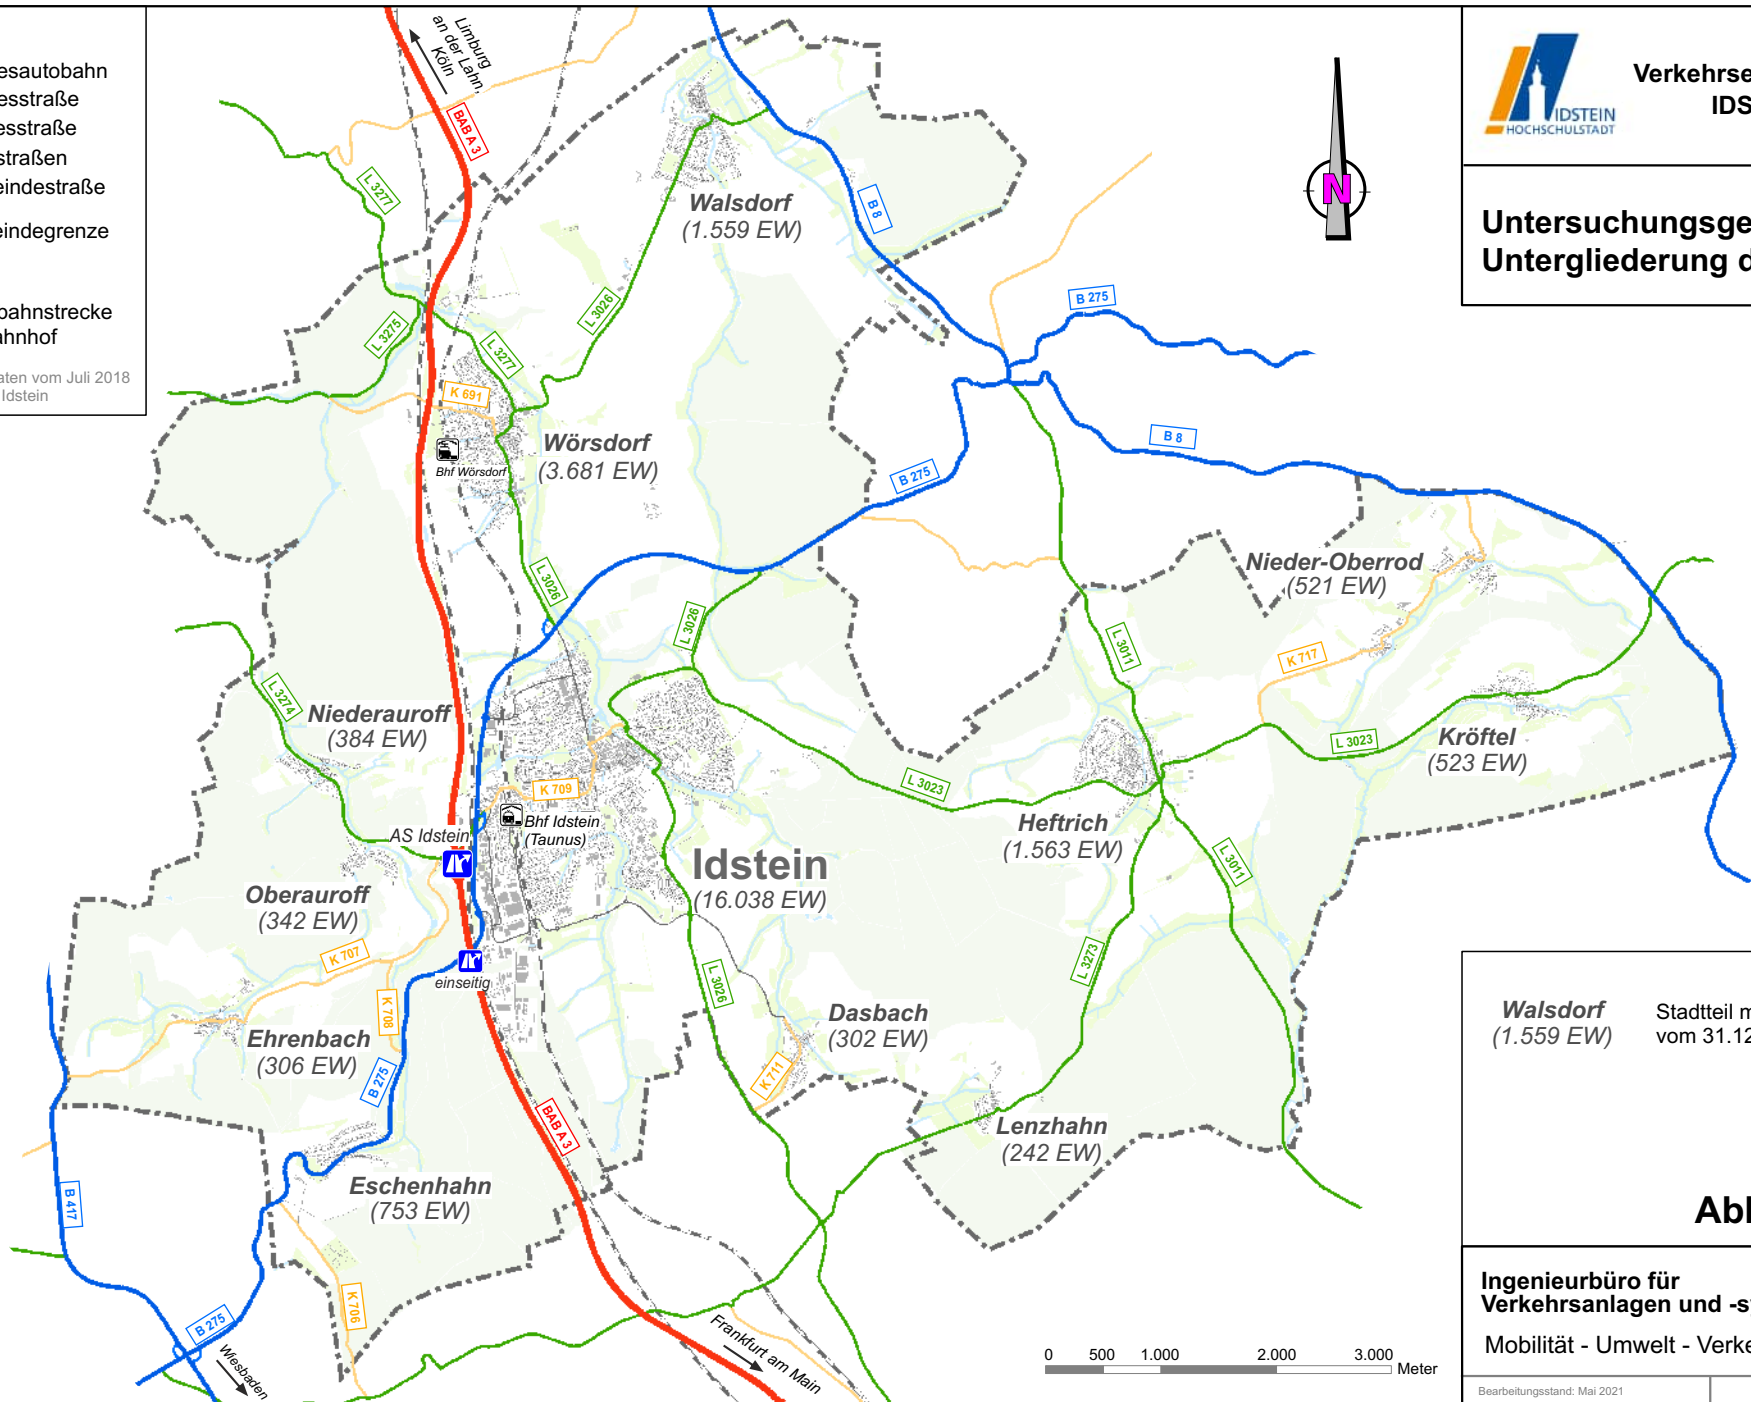 esautobahn
esstraße
esstraße
straßen
eindestraße
eindegrenze
bahnstrecke
ahnhof
aten vom Juli 2018
Idstein
Limburg
an der Lahn,
Köln
BAB A 3
L 3277
L 3275
L 3277
K 691
Bhf Wörsdorf
Wörsdorf
(3.681 EW)
Walsdorf
(1.559 EW)
L 3026
B 8
B 275
B 8
B 275
L 3026
L 3026
Nieder-Oberrod
(521 EW)
K 717
L 3011
L 3023
Kröftel
(523 EW)
L 3274
Niederauroff
(384 EW)
K 709
Bhf Idstein
(Taunus)
AS Idstein
Idstein
(16.038 EW)
L 3023
Heftrich
(1.563 EW)
L 3011
Oberauroff
(342 EW)
K 707
einseitig
K 708
L 3026
L 3273
Dasbach
(302 EW)
K 711
Ehrenbach
(306 EW)
B 275
BAB A 3
Lenzhahn
(242 EW)
Eschenhahn
(753 EW)
B 417
K 706
B 275
Wiesbaden
Frankfurt am Main
0 500 1.000 2.000 3.000
Meter
IDSTEIN
HOCHSCHULSTADT
Verkehrse
IDS
N
Untersuchungsge
Untergliederung d
Walsdorf
(1.559 EW)
Stadtteil m
vom 31.12
Abl
Ingenieurbüro für
Verkehrsanlagen und -s
Mobilität - Umwelt - Verke
Bearbeitungsstand: Mai 2021